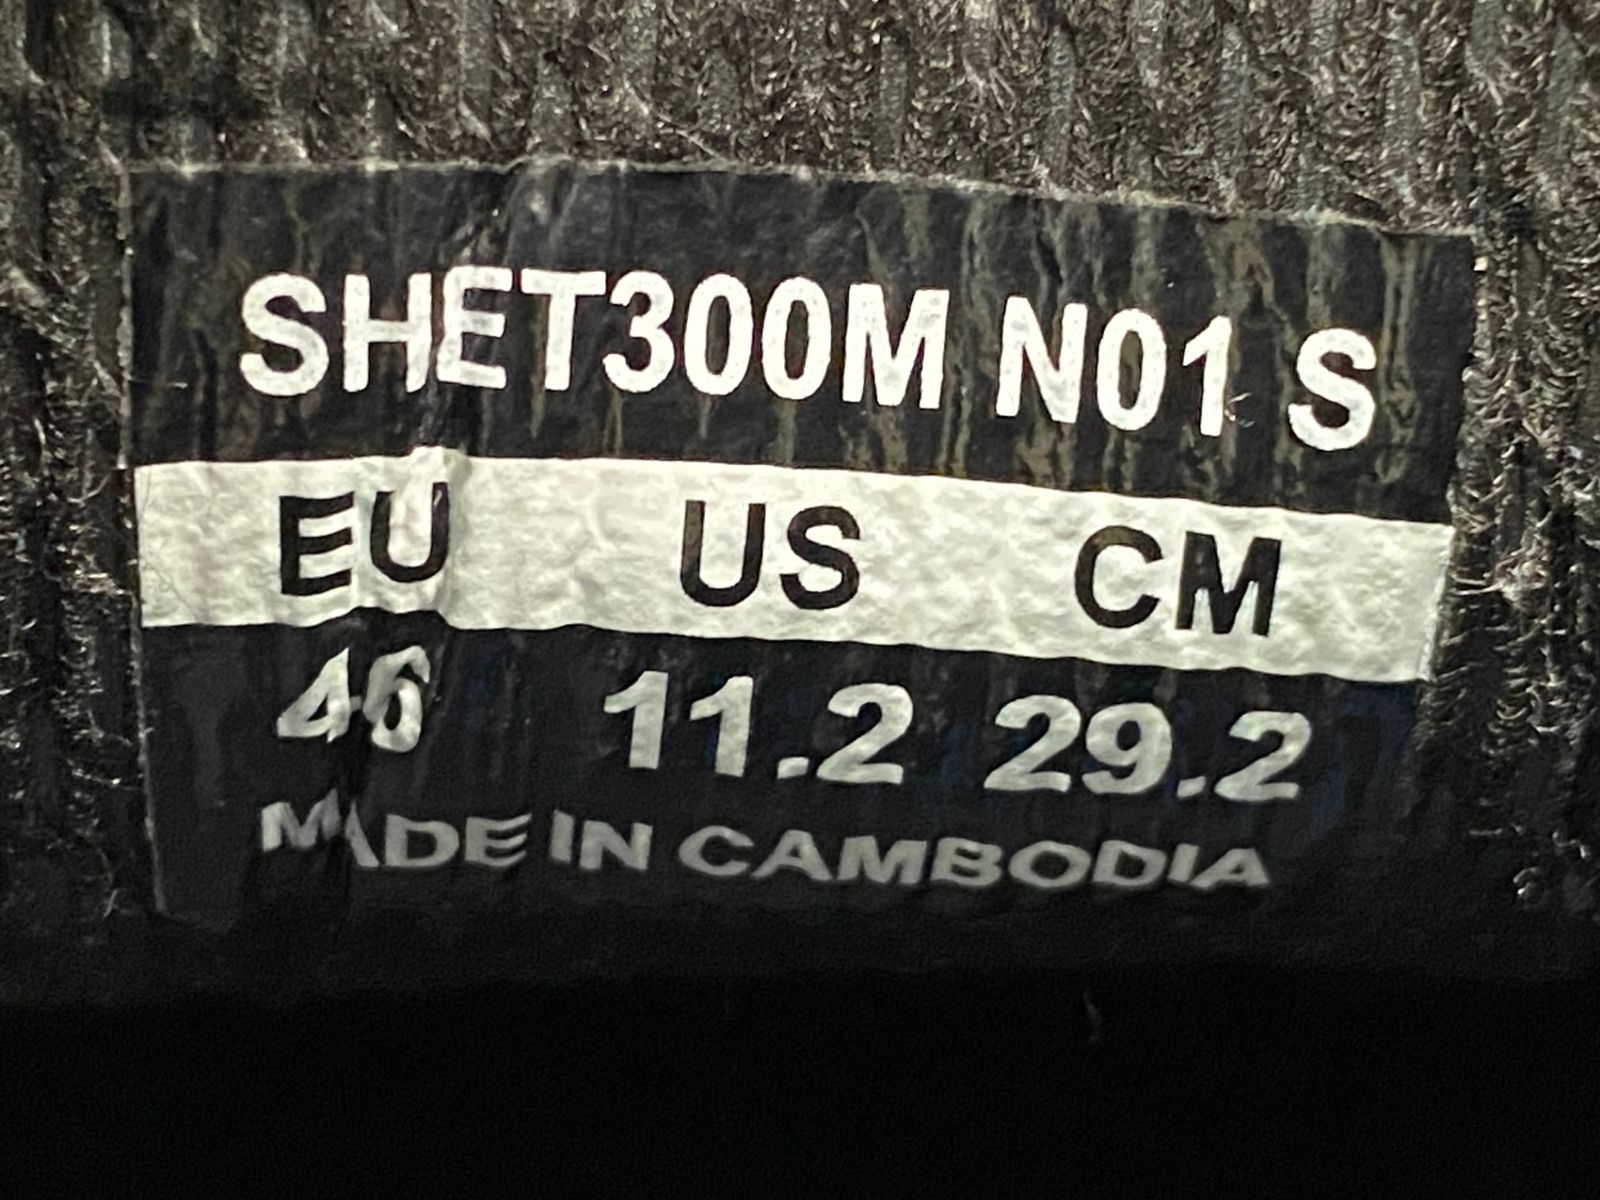 SHET300M N01 S
EU US CM
46 11.2 29.2
MADE IN CAMBODIA